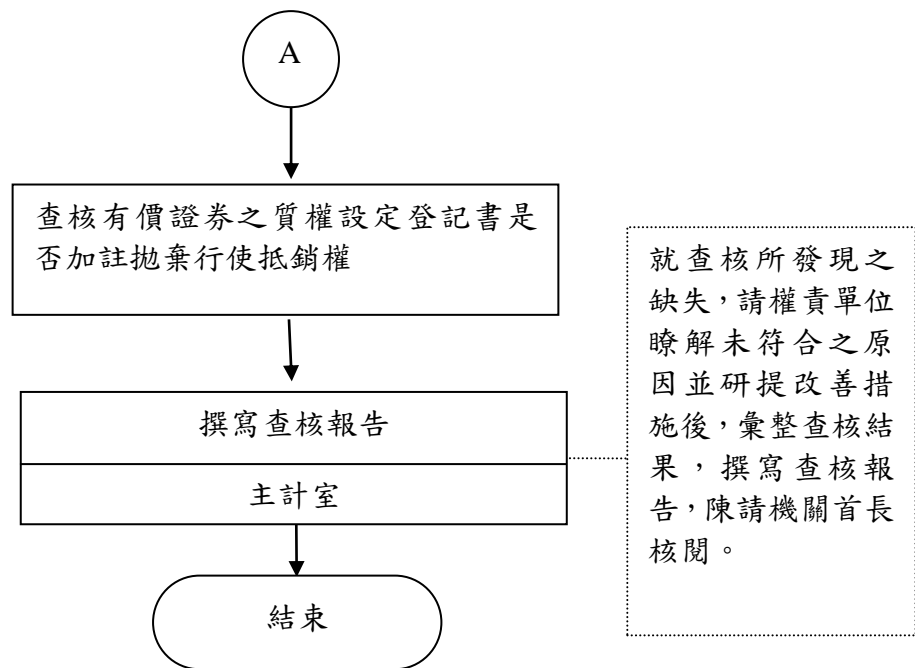 A
查核有價證券之質權設定登記書是
否加註拋棄行使抵銷權
撰寫查核報告
主計室
結束
就查核所發現之
缺失，請權責單位
瞭解未符合之原
因並研提改善措
施後，彙整查核結
果，撰寫查核報
告，陳請機關首長
核閱。